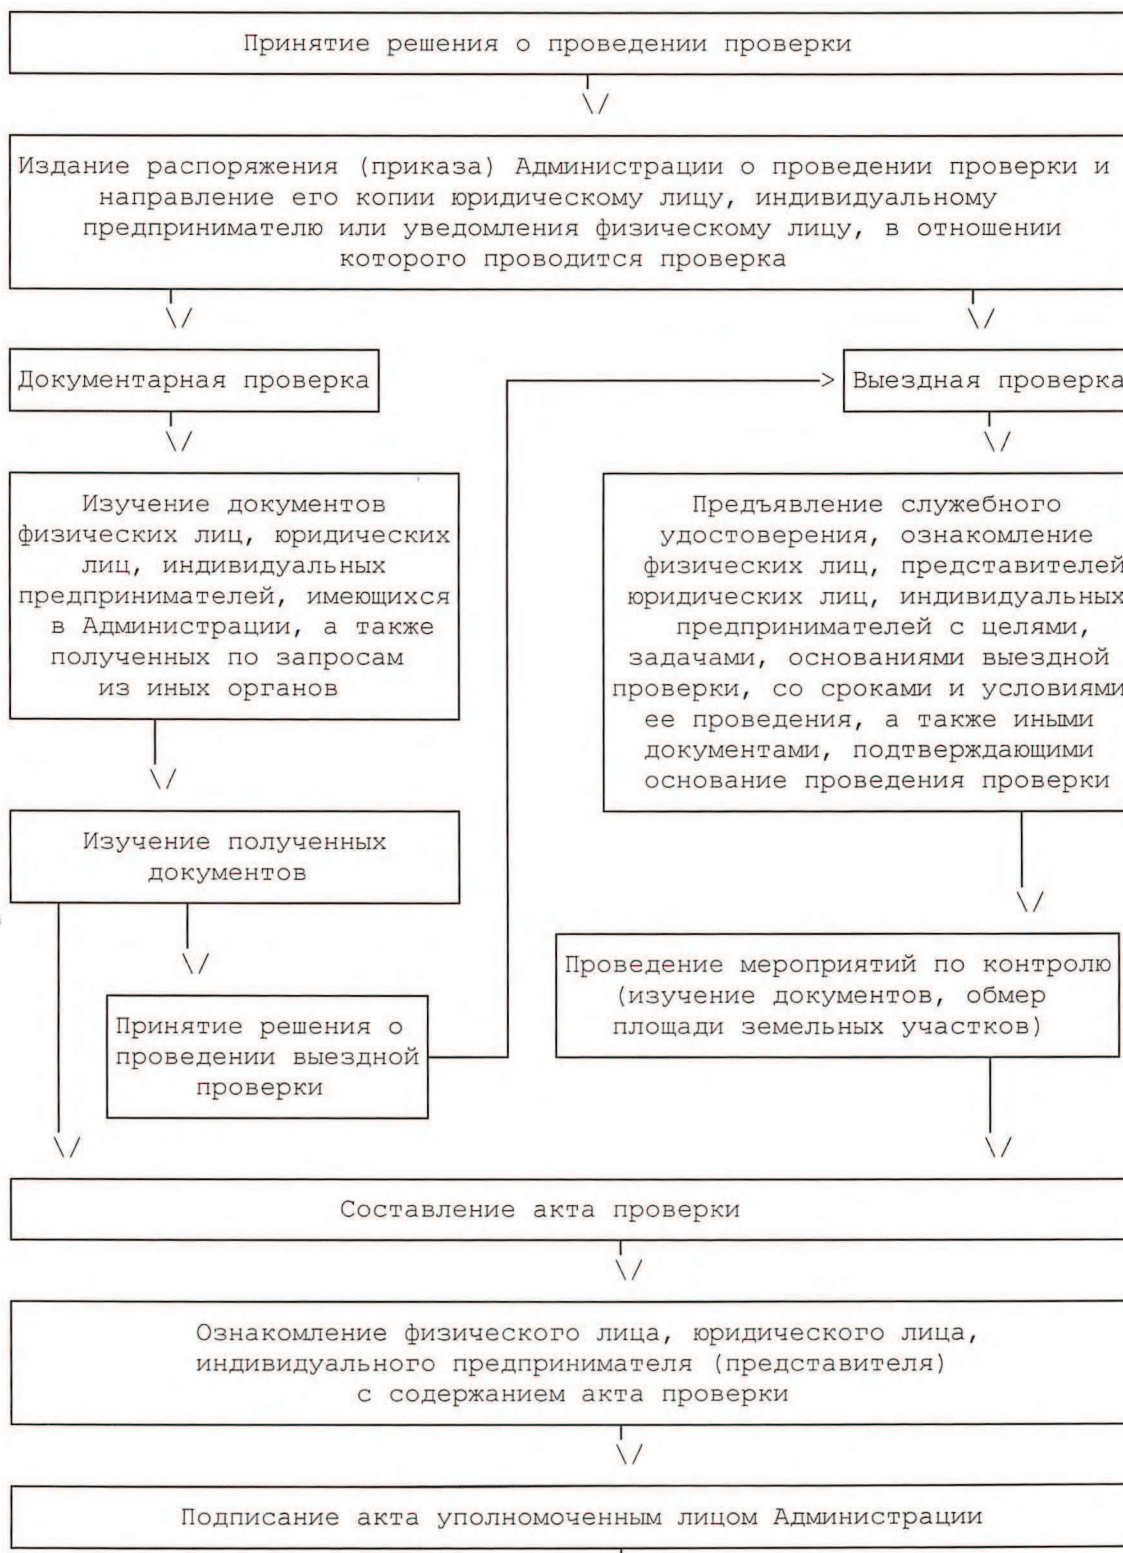 Принятие решения о проведении проверки
\/
Издание распоряжения (приказа) Администрации о проведении проверки и
направление его копии юридическому лицу, индивидуальному
предпринимателю или уведомления физическому лицу, в отношении
которого проводится проверка
\/ \/
Документарная проверка
> Выездная проверка
\/ \/
Изучение документов
физических лиц, юридических
лиц, индивидуальных
предпринимателей, имеющихся
в Администрации, а также
полученных по запросам
из иных органов
\/
Изучение полученных
документов
\/
Принятие решения о
проведении выездной
проверки
Предъявление служебного
удостоверения, ознакомление
физических лиц, представителей
юридических лиц, индивидуальных
предпринимателей с целями,
задачами, основаниями выездной
проверки, со сроками и условиями
ее проведения, а также иными
документами, подтверждающими
основание проведения проверки
\/
Проведение мероприятий по контролю
(изучение документов, обмер
площади земельных участков)
\/ \/
Составление акта проверки
\/
Ознакомление физического лица, юридического лица,
индивидуального предпринимателя (представителя)
с содержанием акта проверки
\/
Подписание акта уполномоченным лицом Администрации